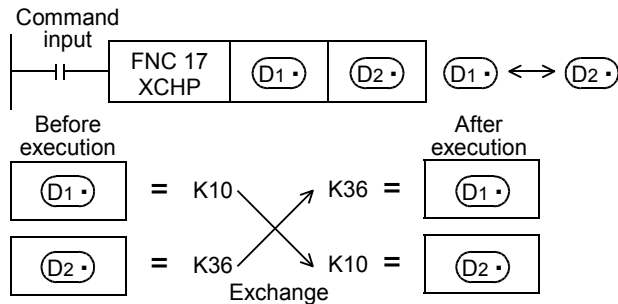 Command
input
FNC 17
XCHP
D1 · D2 · D1 · ↔ D2 ·
Before
execution
After
execution
D1 · = K10 K36 = D1 ·
D2 · = K36 K10 = D2 ·
Exchange